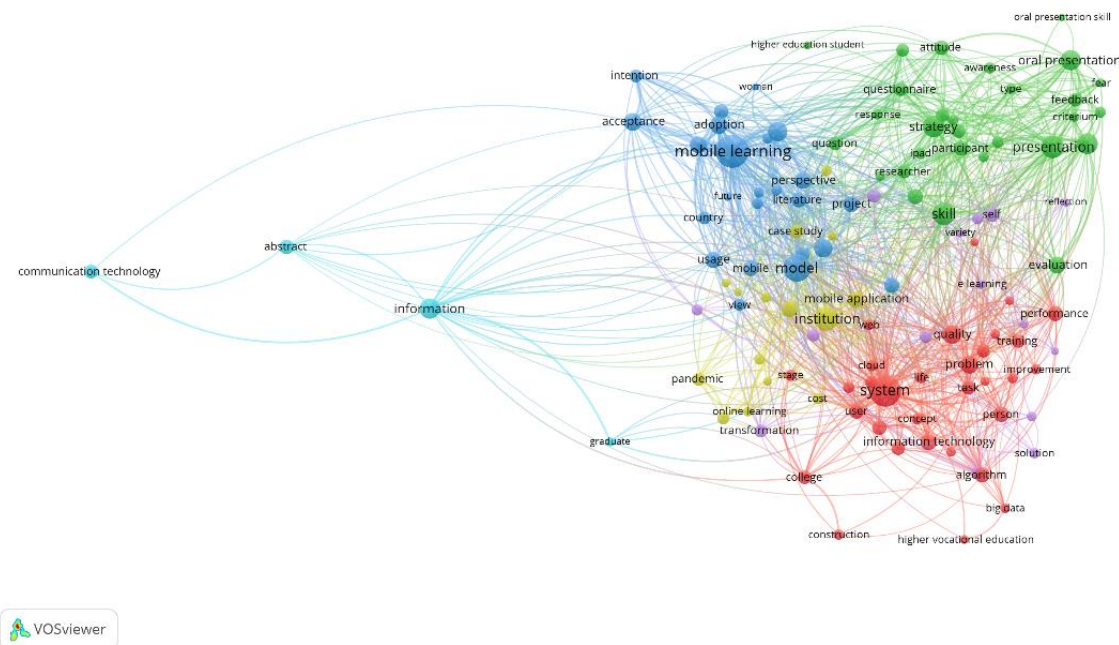 oral presentation skill
higher education student
attitude
oral presentation
awareness
intention
woman
questionnaire
type
fear
feedback
criterium
response
acceptance
adoption
strategy
question
ipad
participant
presentation
mobile learning
researcher
perspective
future
literature
project
reflection
country
skill
self
case study
variety
abstract
usage
mobile
model
evaluation
communication technology
e learning
mobile application
view
information
institution
web
performance
quality
training
cloud
problem
improvement
pandemic
stage
life
system
task
cost
online learning
user
concept
person
transformation
graduate
information technology
solution
college
algorithm
big data
construction
higher vocational education
VOSviewer